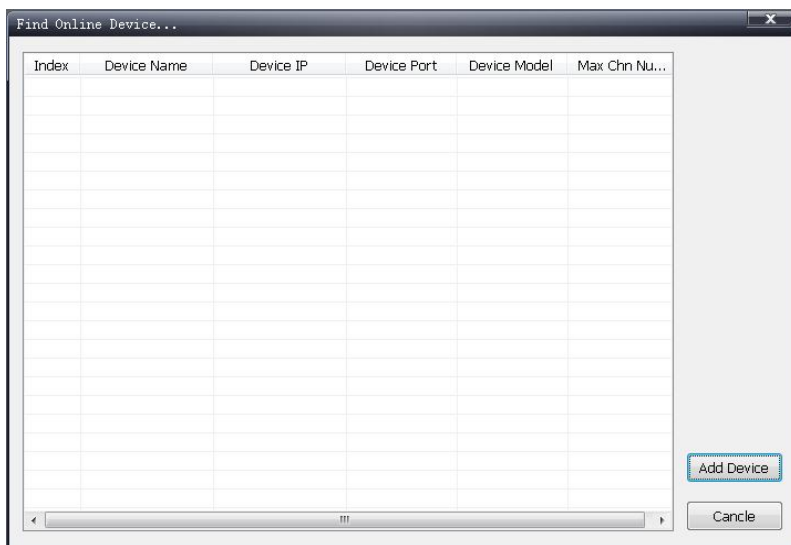 Find Online Device...
Index Device Name Device IP Device Port Device Model Max Chn Nu...
Add Device
Cancle